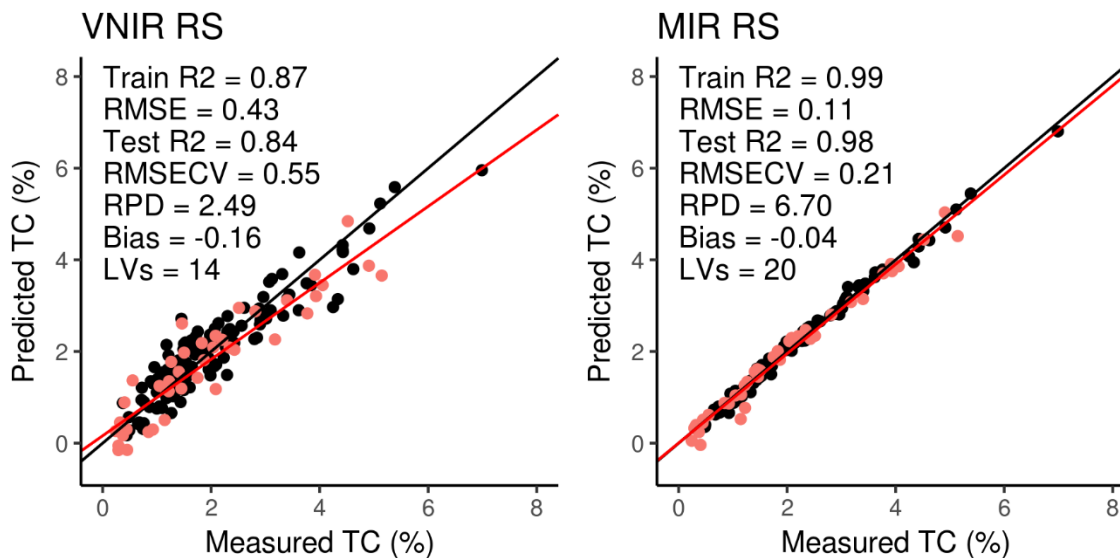 VNIR RS
Train R2 = 0.87
RMSE = 0.43
Test R2 = 0.84
RMSECV = 0.55
RPD = 2.49
Bias = -0.16
LVs = 14
8
6
4
2
0
Predicted TC (%)
0 2 4 6 8
Measured TC (%)
MIR RS
Train R2 = 0.99
RMSE = 0.11
Test R2 = 0.98
RMSECV = 0.21
RPD = 6.70
Bias = -0.04
LVs = 20
8
6
4
2
0
Predicted TC (%)
0 2 4 6 8
Measured TC (%)